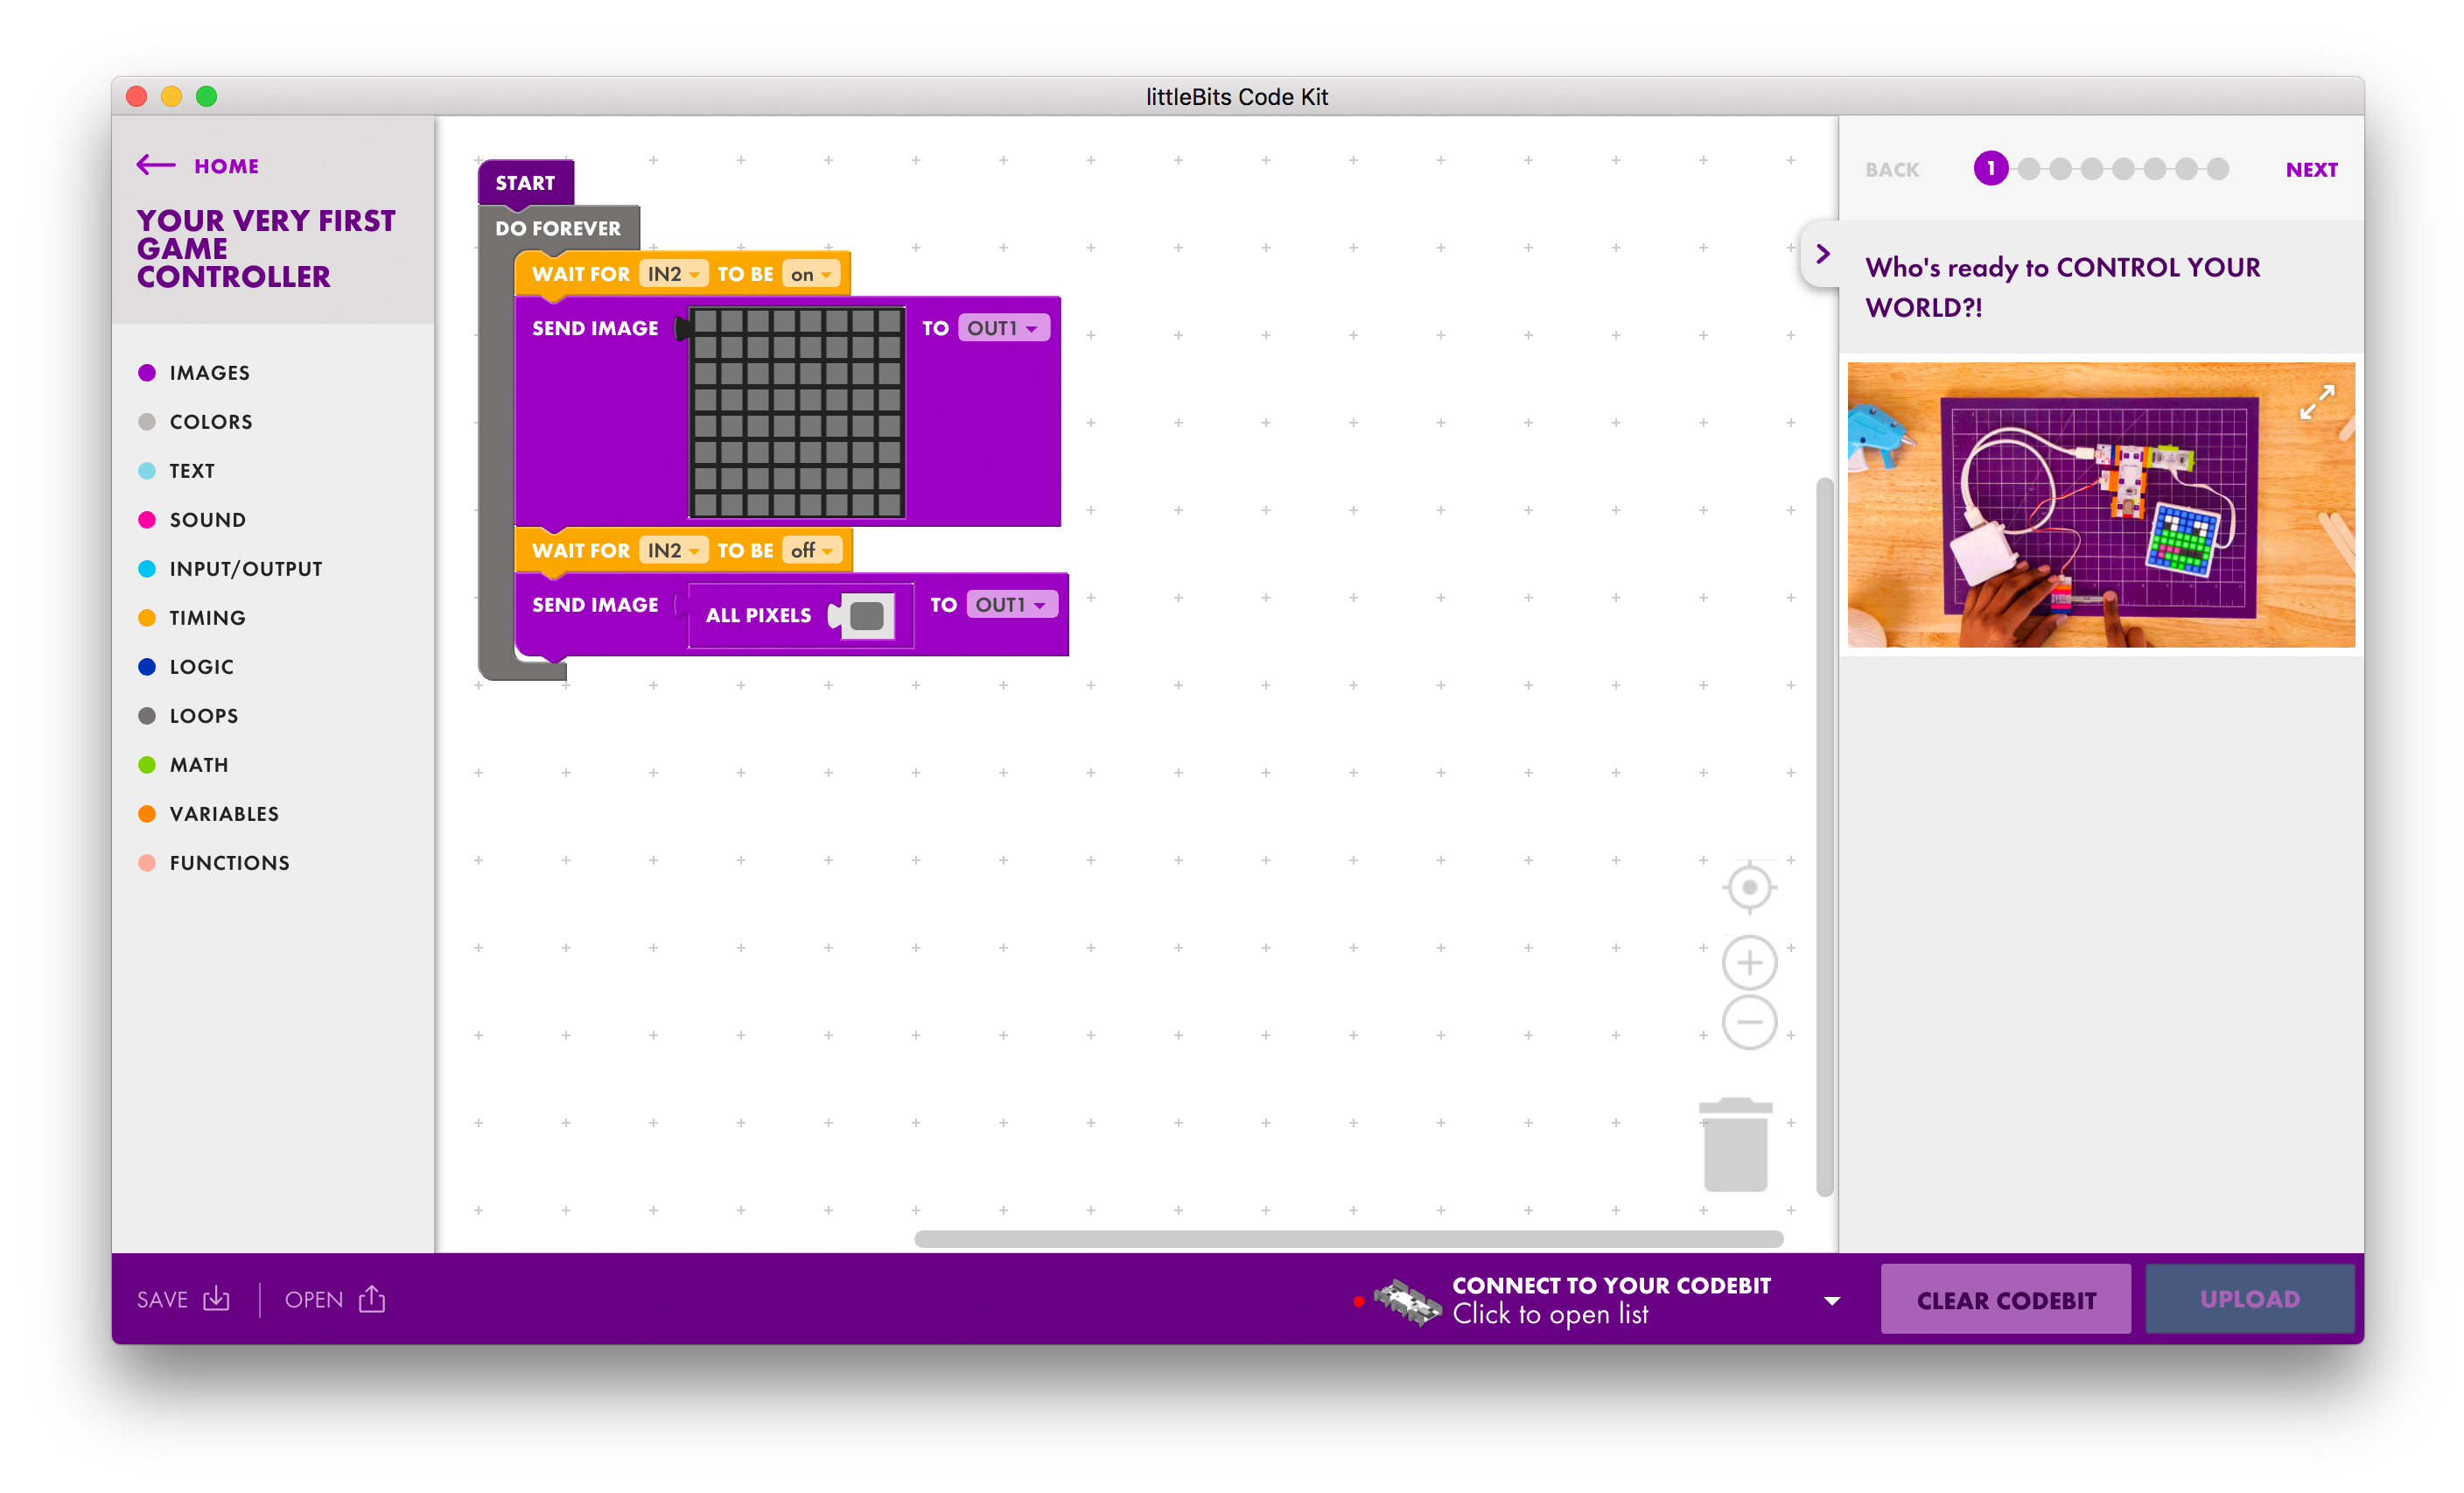 littleBits Code Kit
HOME
YOUR VERY FIRST
GAME
CONTROLLER
IMAGES
COLORS
TEXT
SOUND
INPUT/OUTPUT
TIMING
LOGIC
LOOPS
MATH
VARIABLES
FUNCTIONS
START
DO FOREVER
WAIT FOR IN2 TO BE on
SEND IMAGE TO OUT1
WAIT FOR IN2 TO BE off
SEND IMAGE ALL PIXELS TO OUT1
BACK 1 NEXT
Who's ready to CONTROL YOUR
WORLD?!
SAVE OPEN
CONNECT TO YOUR CODEBIT
Click to open list
CLEAR CODEBIT
UPLOAD